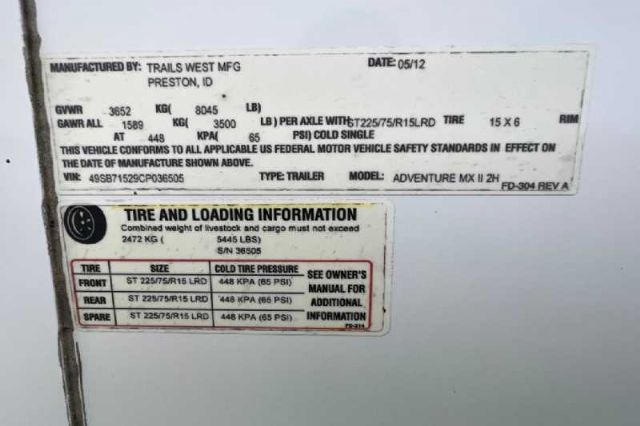 MANUFACTURED BY: TRAILS WEST MFG DATE: 05/12
PRESTON, ID
GVWR 3652 KG( 8045 LB)
GAWR ALL 1589 KG( 3500 LB) PER AXLE WITH ST225/75/R15LRD TIRE 15 X 6 RIM
AT 448 KPA( 65 PSI) COLD SINGLE
THIS VEHICLE CONFORMS TO ALL APPLICABLE US FEDERAL MOTOR VEHICLE SAFETY STANDARDS IN EFFECT ON
THE DATE OF MANUFACTURE SHOWN ABOVE.
VIN: 49SB71529CP036505 TYPE: TRAILER MODEL: ADVENTURE MX II 2H
FD-304 REV A
TIRE AND LOADING INFORMATION
Combined weight of livestock and cargo must not exceed
2472 KG ( 5445 LBS)
S/N 36505
TIRE SIZE COLD TIRE PRESSURE SEE OWNER'S
FRONT ST 225/75/R15 LRD 448 KPA (65 PSI) MANUAL FOR
REAR ST 225/75/R15 LRD 448 KPA (65 PSI) ADDITIONAL
SPARE ST 225/75/R15 LRD 448 KPA (65 PSI) INFORMATION